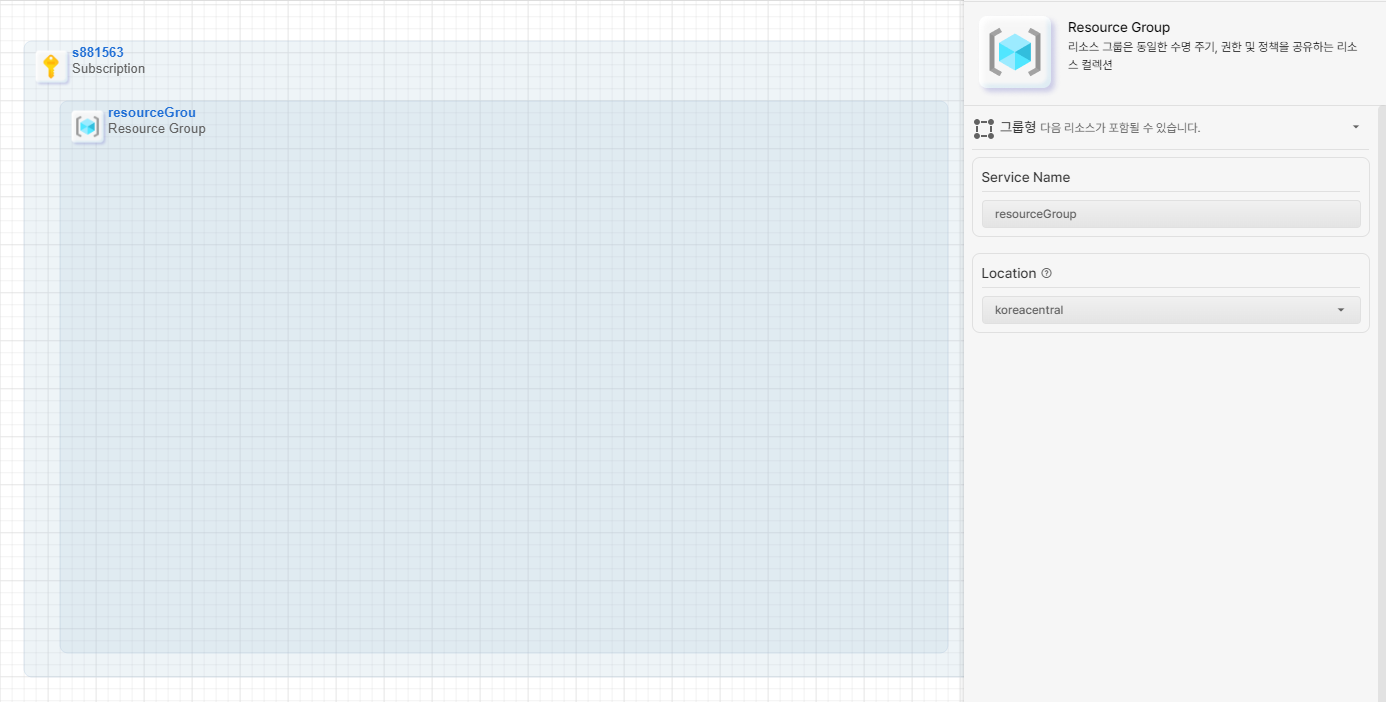 s881563
Subscription
resourceGrou
Resource Group
Resource Group
리소스 그룹은 동일한 수명 주기, 권한 및 정책을 공유하는 리소
스 컬렉션
그룹형 다음 리소스가 포함될 수 있습니다.
Service Name
resourceGroup
Location
koreacentral